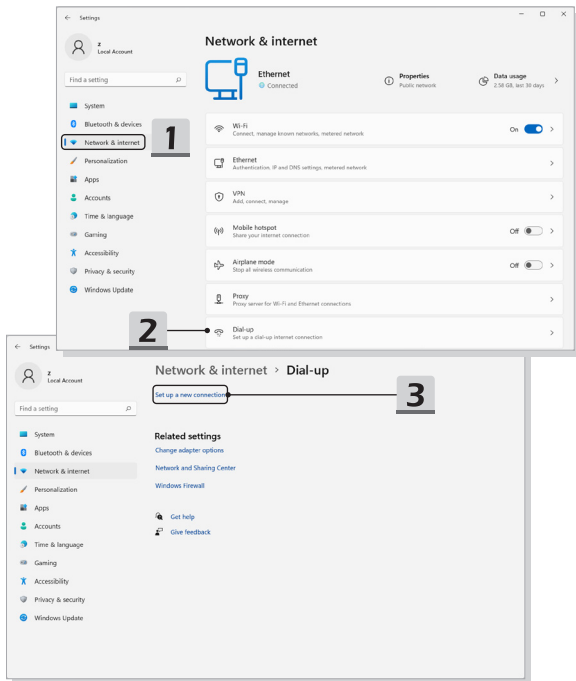 Settings
z
Local Account
Find a setting
System
Bluetooth & devices
Network & internet
Personalization
Apps
Accounts
Time & language
Gaming
Accessibility
Privacy & security
Windows Update
1
Network & internet
Ethernet
Connected
Properties
Public network
Data usage
2.58 GB, last 30 days
Wi-Fi
Connect, manage known networks, metered network
On
Ethernet
Authentication, IP and DNS settings, metered network
VPN
Add, connect, manage
Mobile hotspot
Share your internet connection
Off
Airplane mode
Stop all wireless communication
Off
Proxy
Proxy server for Wi-Fi and Ethernet connections
2
Dial-up
Set up a dial-up internet connection
Settings
z
Local Account
Find a setting
System
Bluetooth & devices
Network & internet
Personalization
Apps
Accounts
Time & language
Gaming
Accessibility
Privacy & security
Windows Update
Network & internet > Dial-up
Set up a new connection
3
Related settings
Change adapter options
Network and Sharing Center
Windows Firewall
Get help
Give feedback